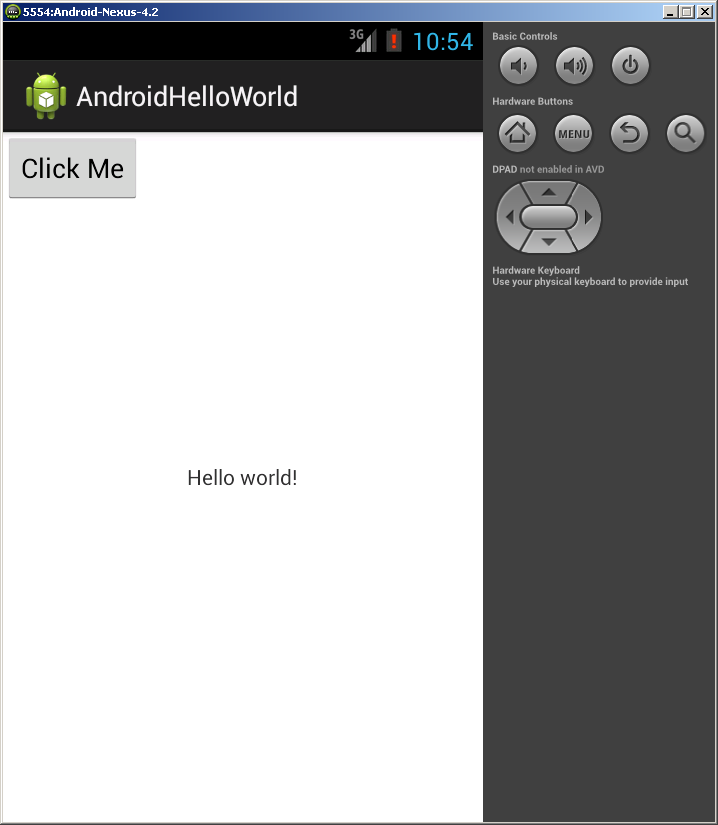 5554:Android-Nexus-4.2
3G
10:54
AndroidHelloWorld
Click Me
Hello world!
Basic Controls
Hardware Buttons
MENU
DPAD not enabled in AVD
Hardware Keyboard
Use your physical keyboard to provide input